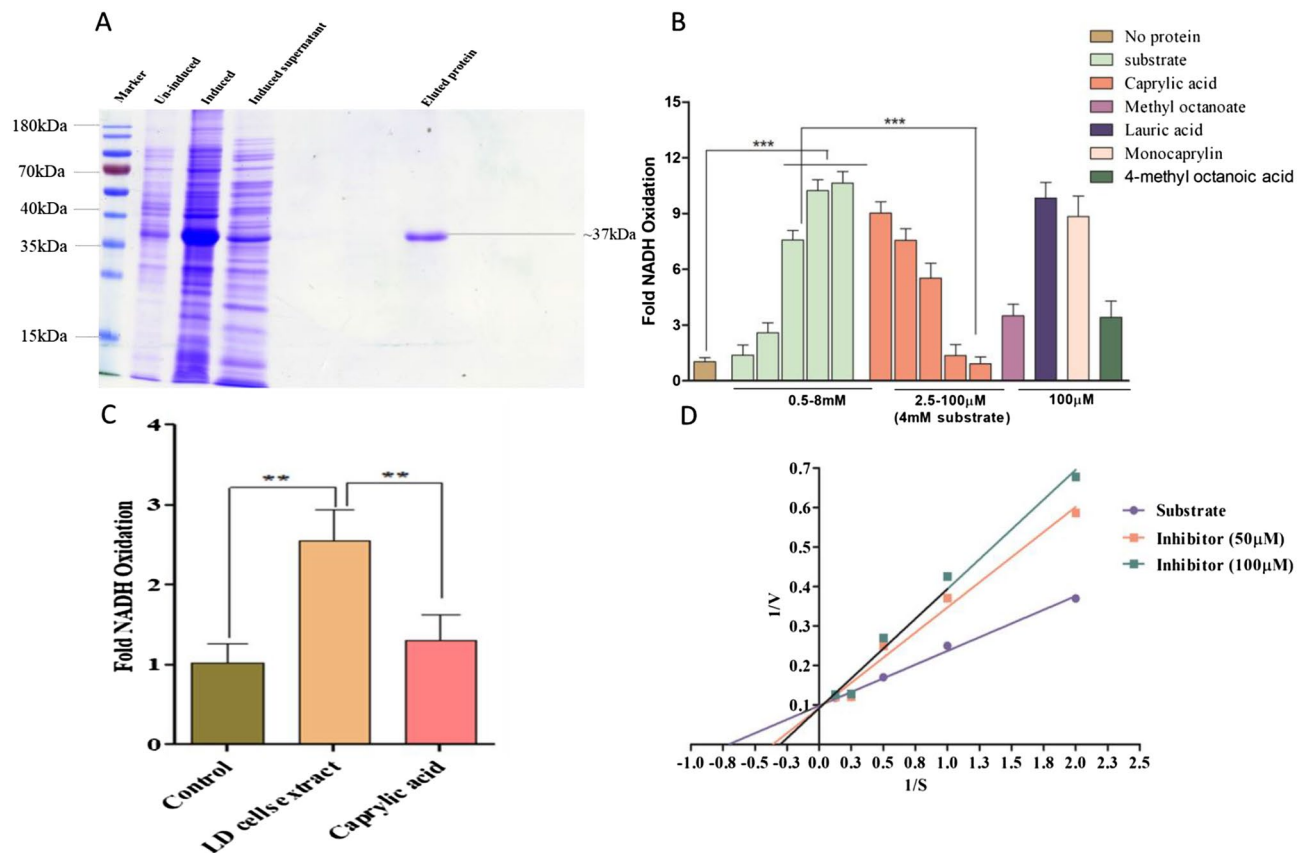 A
Marker
Un-induced
Induced
Induced supernatant
Eluted protein
180kDa
70kDa
40kDa
35kDa
15kDa
~37kDa
B
No protein
substrate
Caprylic acid
Methyl octanoate
Lauric acid
Monocaprylin
4-methyl octanoic acid
Fold NADH Oxidation
15
12
9
6
3
0
***
***
0.5-8mM
2.5-100µM
100µM
(4mM substrate)
C
Fold NADH Oxidation
4
3
2
1
0
**
**
Control
LD cellse xtract
Caprylic acid
D
1/V
0.7
0.6
0.5
0.4
0.3
0.2
0.1
-1.0 -0.8 -0.5 -0.3 0.0 0.3 0.5 0.8 1.0 1.3 1.5 1.8 2.0 2.3 2.5
1/S
Substrate
Inhibitor (50µM)
Inhibitor (100µM)